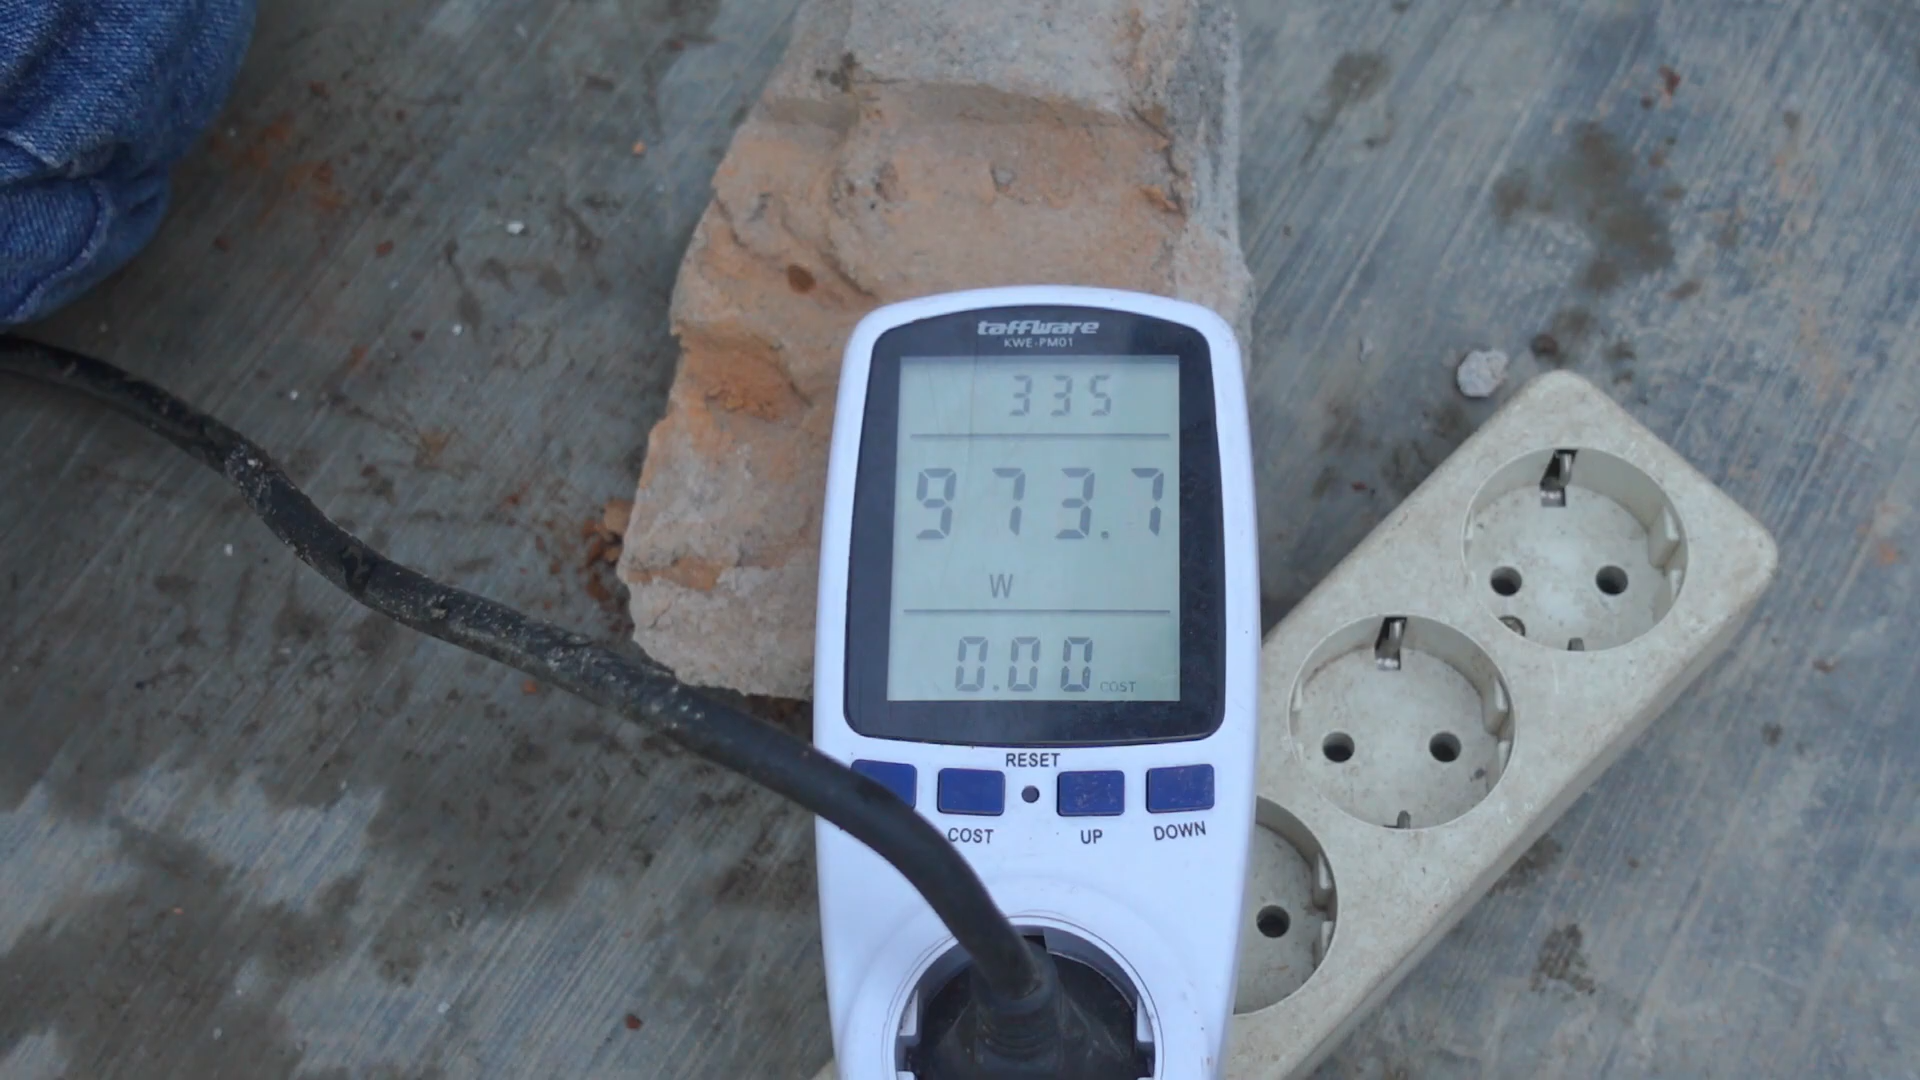 taffware
KWE-PM01
335
973.7
W
0.00 COST
RESET
COST UP DOWN